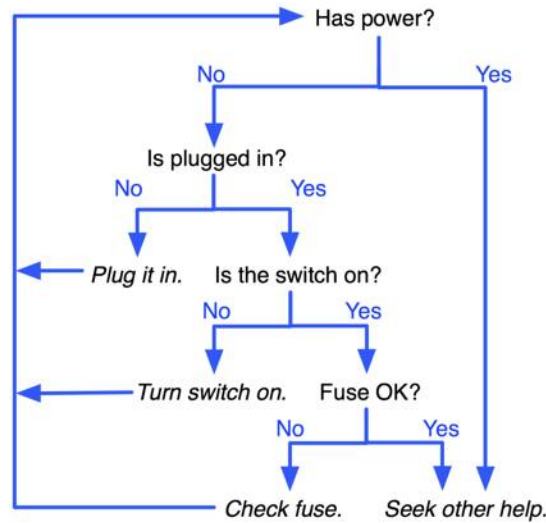 Has power?
No
Yes
Is plugged in?
No
Yes
Plug it in.
Is the switch on?
No
Yes
Turn switch on.
Fuse OK?
No
Yes
Check fuse.
Seek other help.